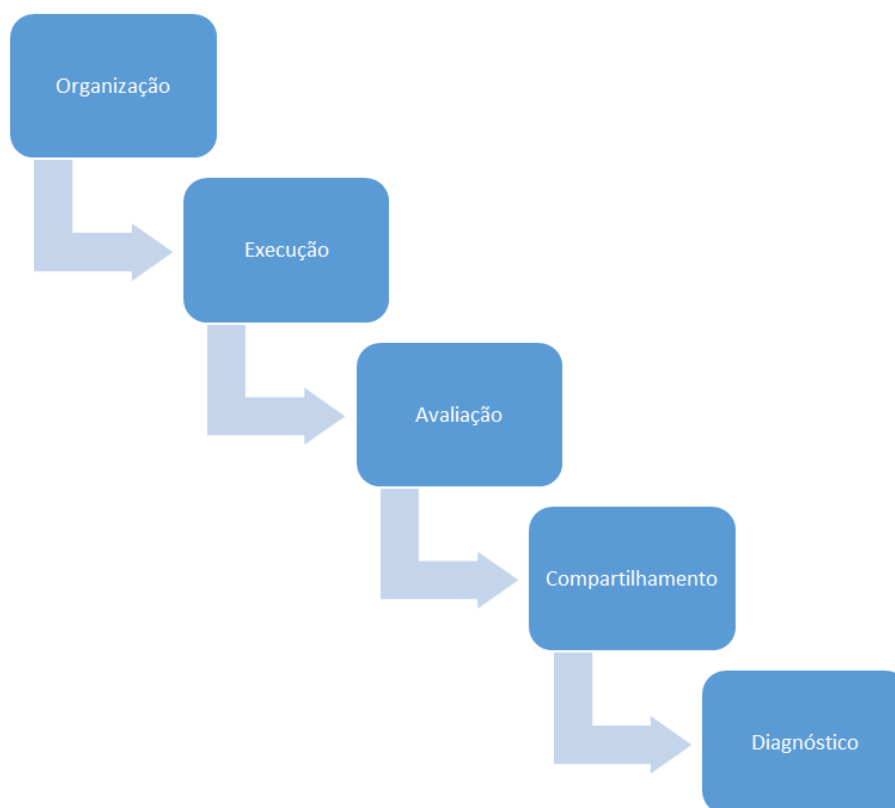 Organização
Execução
Avaliação
Compartilhamento
Diagnóstico